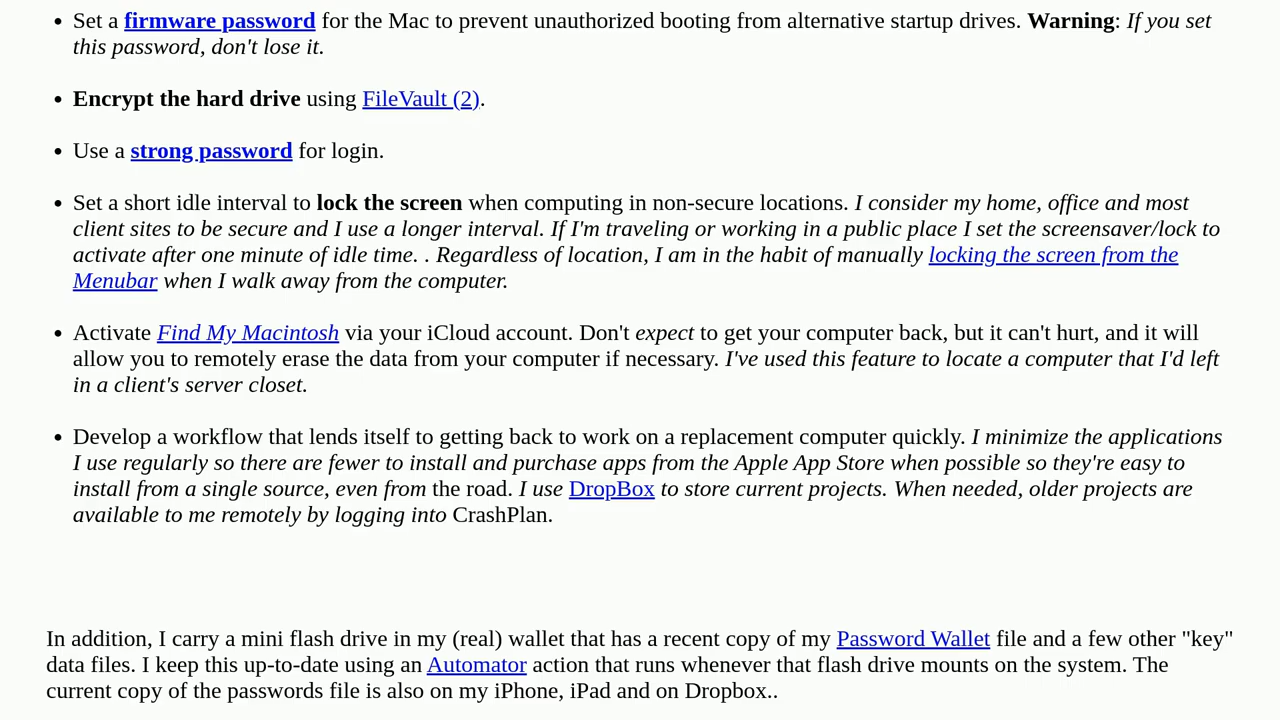 • Set a firmware password for the Mac to prevent unauthorized booting from alternative startup drives. Warning: If you set
this password, don't lose it.
• Encrypt the hard drive using FileVault (2).
• Use a strong password for login.
• Set a short idle interval to lock the screen when computing in non-secure locations. I consider my home, office and most
client sites to be secure and I use a longer interval. If I'm traveling or working in a public place I set the screensaver/lock to
activate after one minute of idle time. . Regardless of location, I am in the habit of manually locking the screen from the
Menubar when I walk away from the computer.
• Activate Find My Macintosh via your iCloud account. Don't expect to get your computer back, but it can't hurt, and it will
allow you to remotely erase the data from your computer if necessary. I've used this feature to locate a computer that I'd left
in a client's server closet.
• Develop a workflow that lends itself to getting back to work on a replacement computer quickly. I minimize the applications
I use regularly so there are fewer to install and purchase apps from the Apple App Store when possible so they're easy to
install from a single source, even from the road. I use DropBox to store current projects. When needed, older projects are
available to me remotely by logging into CrashPlan.
In addition, I carry a mini flash drive in my (real) wallet that has a recent copy of my Password Wallet file and a few other "key"
data files. I keep this up-to-date using an Automator action that runs whenever that flash drive mounts on the system. The
current copy of the passwords file is also on my iPhone, iPad and on Dropbox..